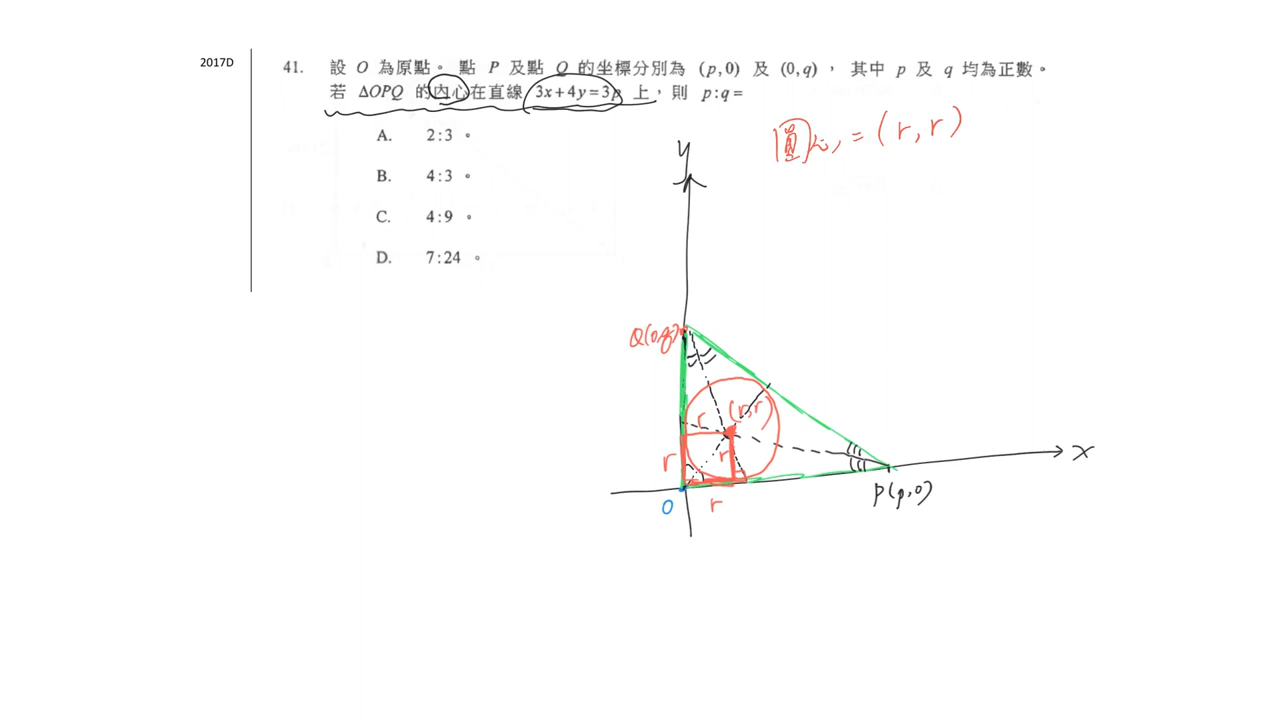 2017D
41. 設 O 為原點。點 P 及點 Q 的坐標分別為 (p,0) 及 (0,q)，其中 p 及 q 均為正數。
若 ΔOPQ 的內心在直線 3x+4y=3p 上，則 p:q=
A. 2:3。
B. 4:3。
C. 4:9。
D. 7:24。
圓心 = (r, r)
y
Q(0,q)
(r,r)
r
r
r
r
x
O
P(p,0)